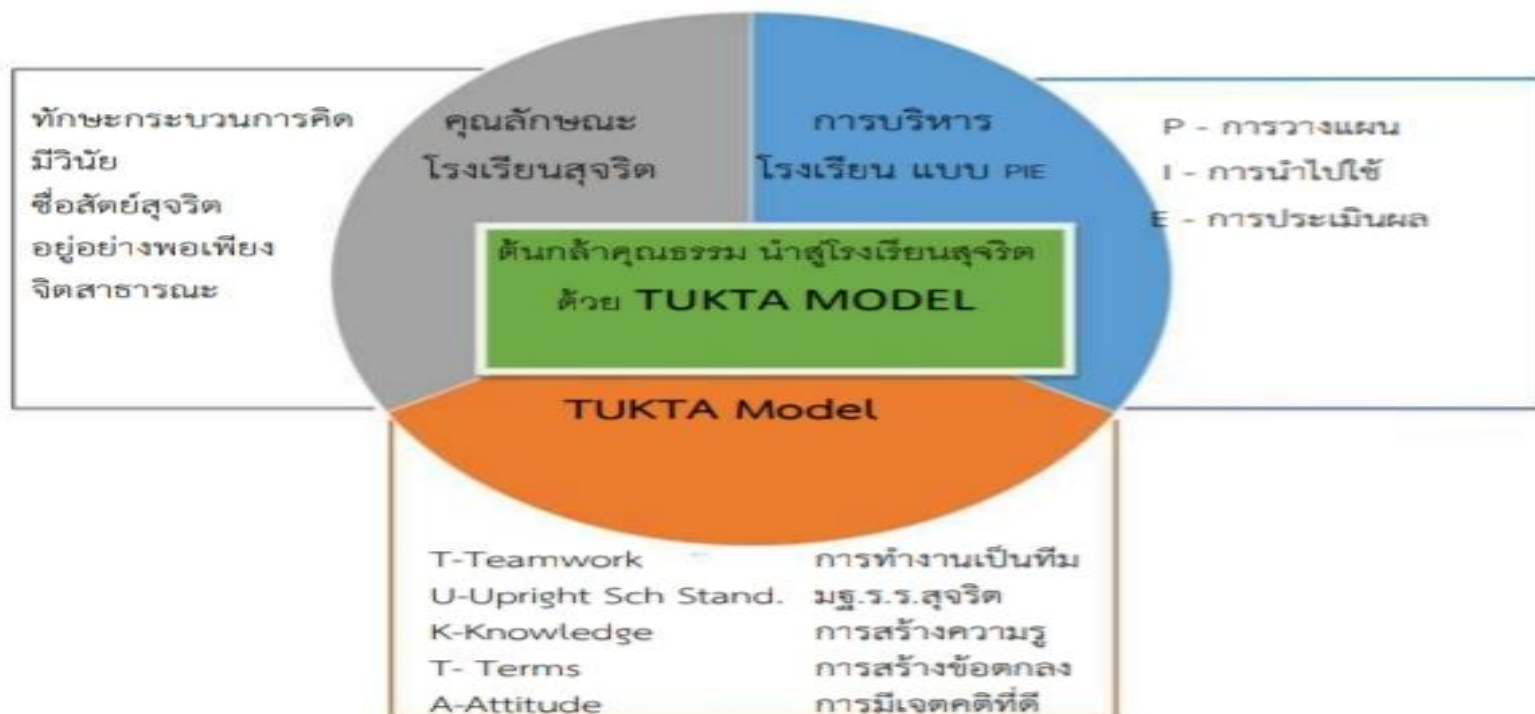 ทักษะกระบวนการคิด
มีวินัย
ซื่อสัตย์สุจริต
อยู่อย่างพอเพียง
จิตสาธารณะ
คุณลักษณะ
โรงเรียนสุจริต
การบริหาร
โรงเรียน แบบ PIE
P - การวางแผน
I - การนำไปใช้
E - การประเมินผล
ต้นกล้าคุณธรรม นำสู่โรงเรียนสุจริต
ด้วย TUKTA MODEL
TUKTA Model
T-Teamwork การทำงานเป็นทีม
U-Upright Sch Stand. มฐ.ร.ร.สุจริต
K-Knowledge การสร้างความรู
T- Terms การสร้างข้อตกลง
A-Attitude การมีเจตคติที่ดี